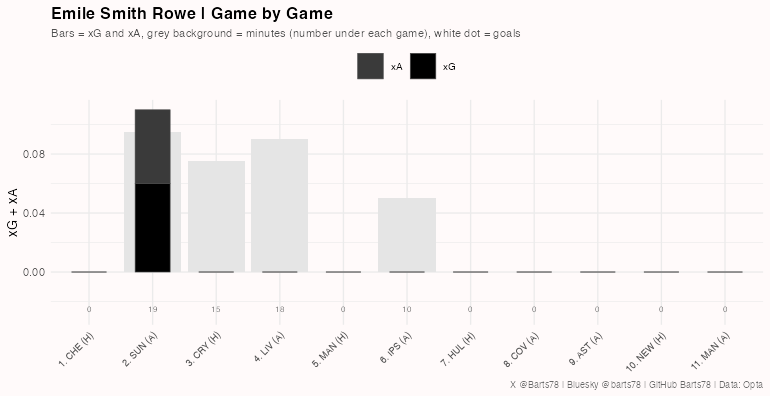 Emile Smith Rowe | Game by Game
Bars = xG and xA, grey background = minutes (number under each game), white dot = goals
xA xG
xG + xA
0.08
0.04
0.00
0 19 15 18 0 10 0 0 0 0 0
1. CHE (H) 2. SUN (A) 3. CRY (H) 4. LIV (A) 5. MAN (H) 6. IPS (A) 7. HUL (H) 8. COV (A) 9. AST (A) 10. NEW (H) 11. MAN (A)
X @Barts78 | Bluesky @barts78 | GitHub Barts78 | Data: Opta